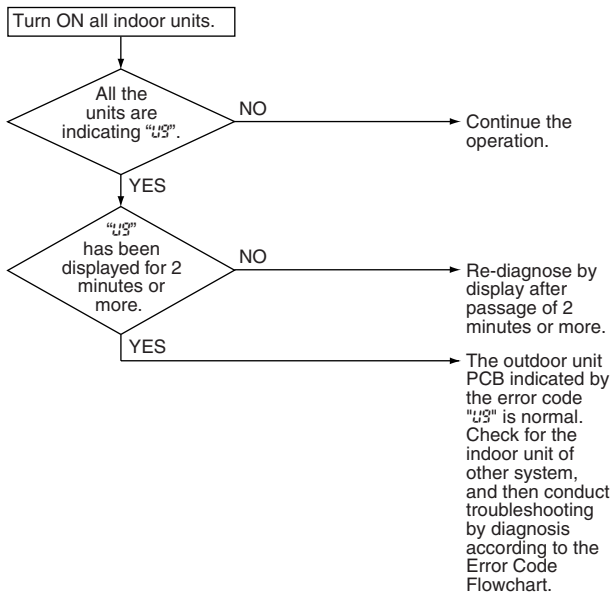 Turn ON all indoor units.
All the
units are
indicating “U9”.
NO
Continue the
operation.
YES
“U9”
has been
displayed for 2
minutes or
more.
NO
Re-diagnose by
display after
passage of 2
minutes or more.
YES
The outdoor unit
PCB indicated by
the error code
"U9" is normal.
Check for the
indoor unit of
other system,
and then conduct
troubleshooting
by diagnosis
according to the
Error Code
Flowchart.